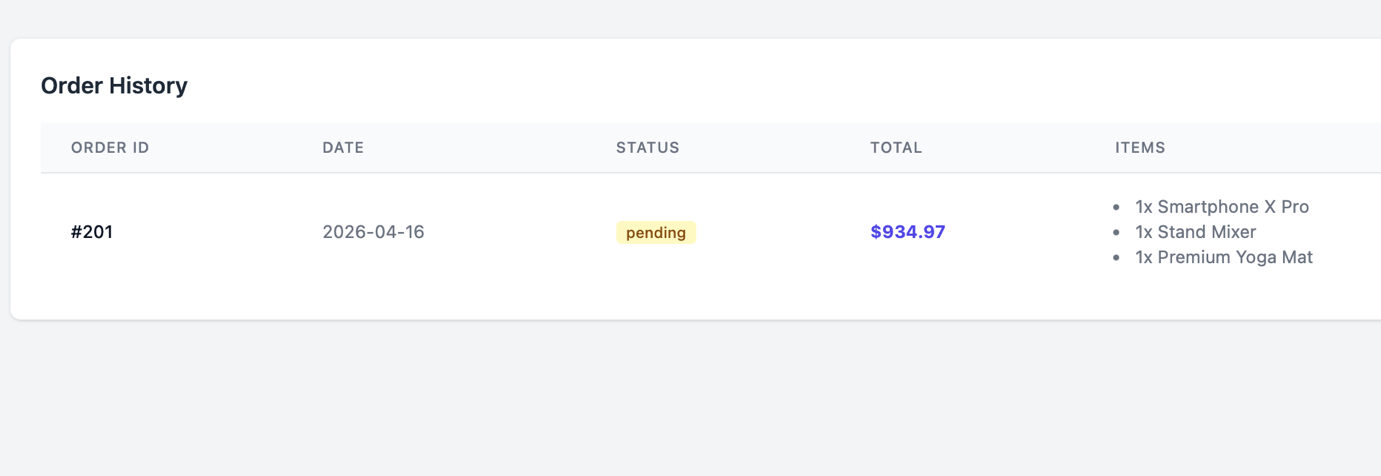 Order History
ORDER ID DATE STATUS TOTAL ITEMS
#201 2026-04-16 pending $934.97
1x Smartphone X Pro
1x Stand Mixer
1x Premium Yoga Mat